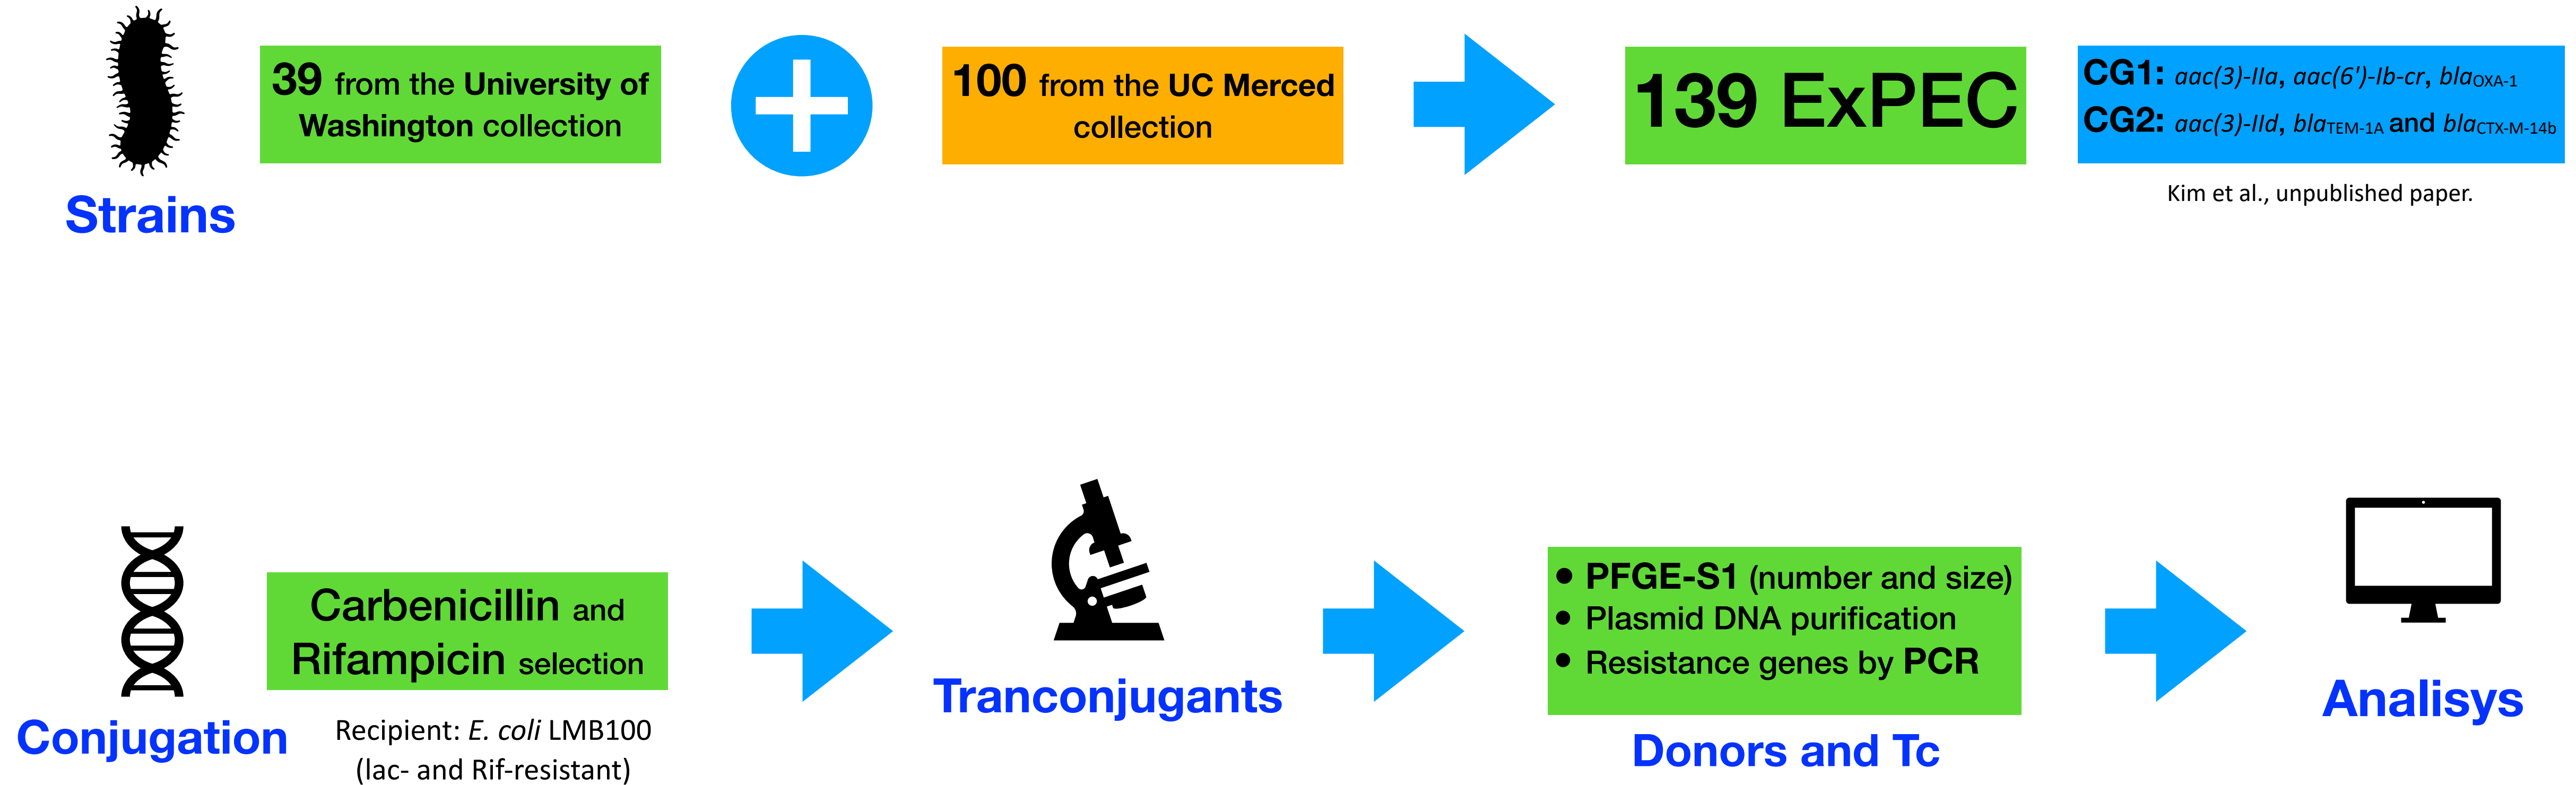 39 from the University of
Washington collection
100 from the UC Merced
collection
139 ExPEC
CG1: aac(3)-IIa, aac(6')-Ib-cr, blaOXA-1
CG2: aac(3)-IId, blaTEM-1A and blaCTX-M-14b
Kim et al., unpublished paper.
Strains
Carbenicillin and
Rifampicin selection
Conjugation
Recipient: E. coli LMB100
(lac- and Rif-resistant)
Tranconjugants
• PFGE-S1 (number and size)
• Plasmid DNA purification
• Resistance genes by PCR
Donors and Tc
Analisys